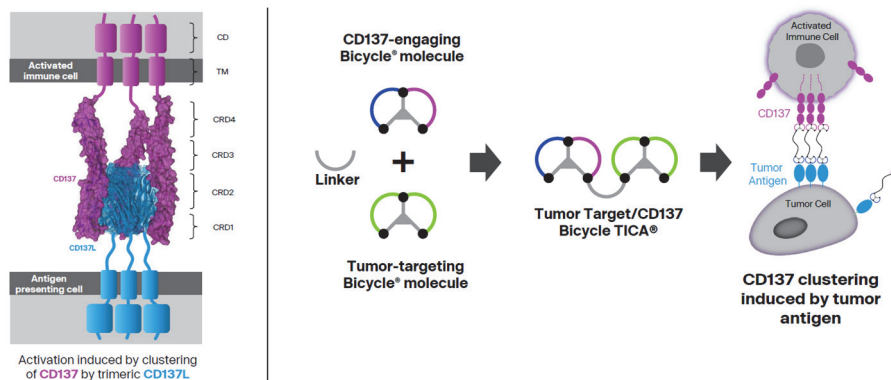 Activated
immune cell
CD
TM
CRD4
CRD3
CRD2
CRD1
CD137
CD137L
Antigen
presenting cell
Activation induced by clustering
of CD137 by trimeric CD137L
CD137-engaging
Bicycle® molecule
Linker
+
Tumor-targeting
Bicycle® molecule
Tumor Target/CD137
Bicycle TICA®
Activated
Immune Cell
CD137
Tumor
Antigen
Tumor Cell
CD137 clustering
induced by tumor
antigen